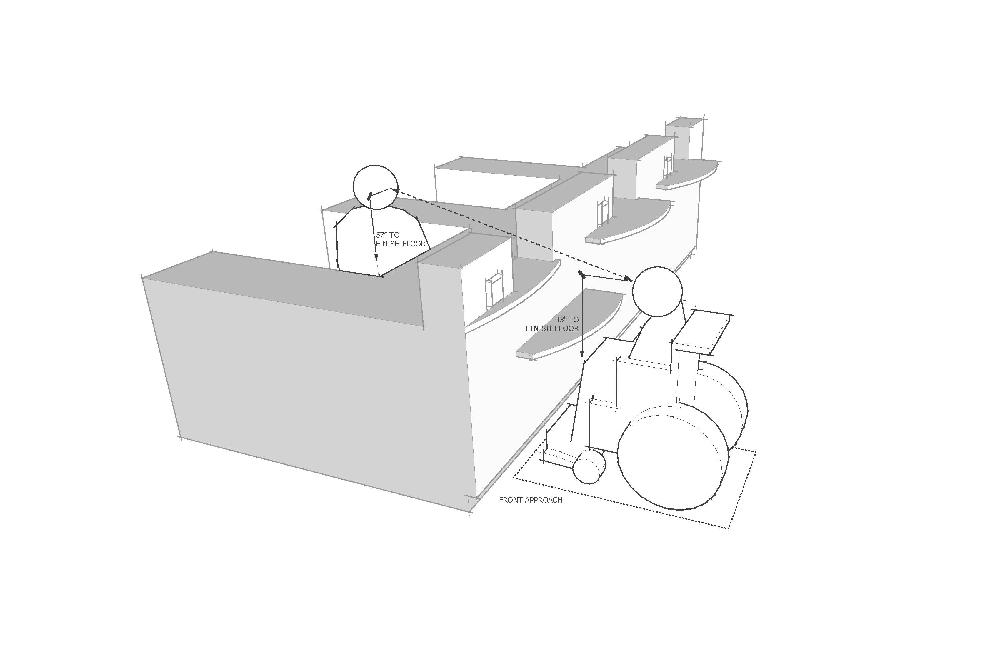 57” TO
FINISH FLOOR
43" TO
FINISH FLOOR
FRONT APPROACH